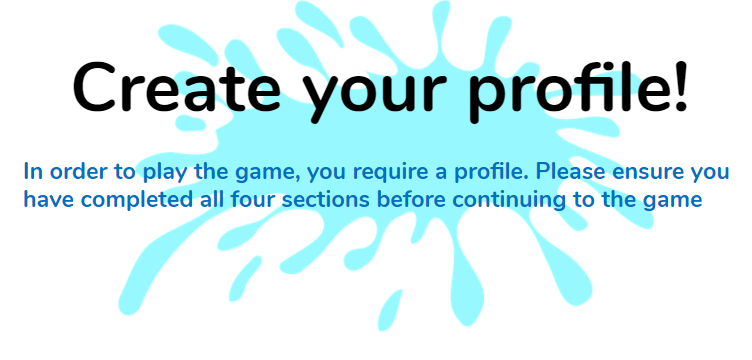 Create your profile!
In order to play the game, you require a profile. Please ensure you
have completed all four sections before continuing to the game